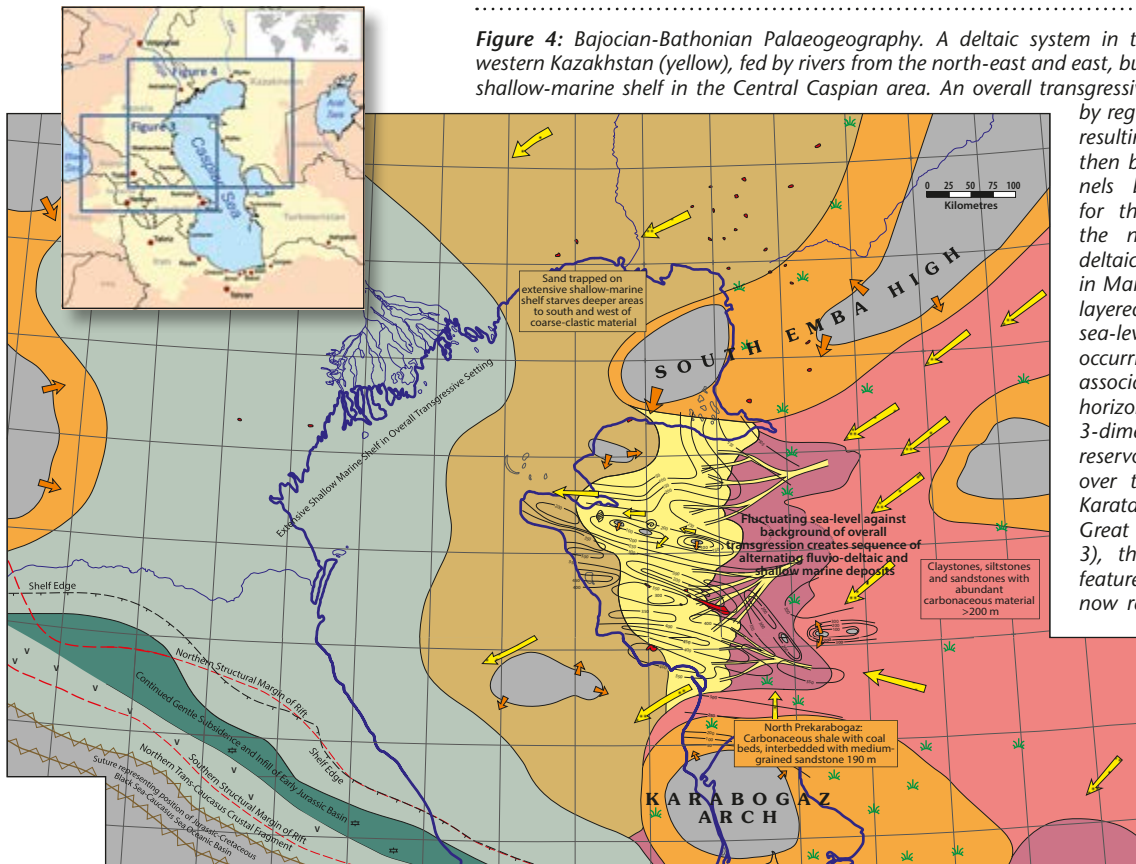 Figure 4: Bajocian-Bathonian Palaeogeography. A deltaic system in t
western Kazakhstan (yellow), fed by rivers from the north-east and east, bu
shallow-marine shelf in the Central Caspian area. An overall transgressiv
by reg
resulting
then b
nels
for th
the n
deltaic
in Man
layered
sea-lev
occurri
associa
horizon
3-dima
reservo
over t
Karata
Great
3), th
feature
now ra
Figure 4
Figure 3
Caspian Sea
Aral
Sea
Tehran
0 25 50 75 100
Kilometres
Sand trapped on
extensive shallow-marine
shelf starves deeper areas
to south and west of
coarse-clastic material
SOUTH EMBA HIGH
Extensive Shallow Marine Shelf in Overall Transgressive Setting
Fluctuating sea-level against
background of overall
transgression creates sequence of
alternating fluvio-deltaic and
shallow marine deposits
Claystones, siltstones
and sandstones with
abundant
carbonaceous material
>200 m
Shelf Edge
Northern Structural Margin of Rift
Shelf Edge
Continued Gentle Subsidence and Infill of Early Jurassic Basin
Southern Structural Margin of Rift
Northern Trans-Caucasus Crustal Fragment
Suture representing position of Jurassic-Cretaceous
Black Sea-Caucasus Sea Oceanic Basin
North Prekarabogaz:
Carbonaceous shale with coal
beds, interbedded with medium-
grained sandstone 190 m
KARABOGAZ
ARCH